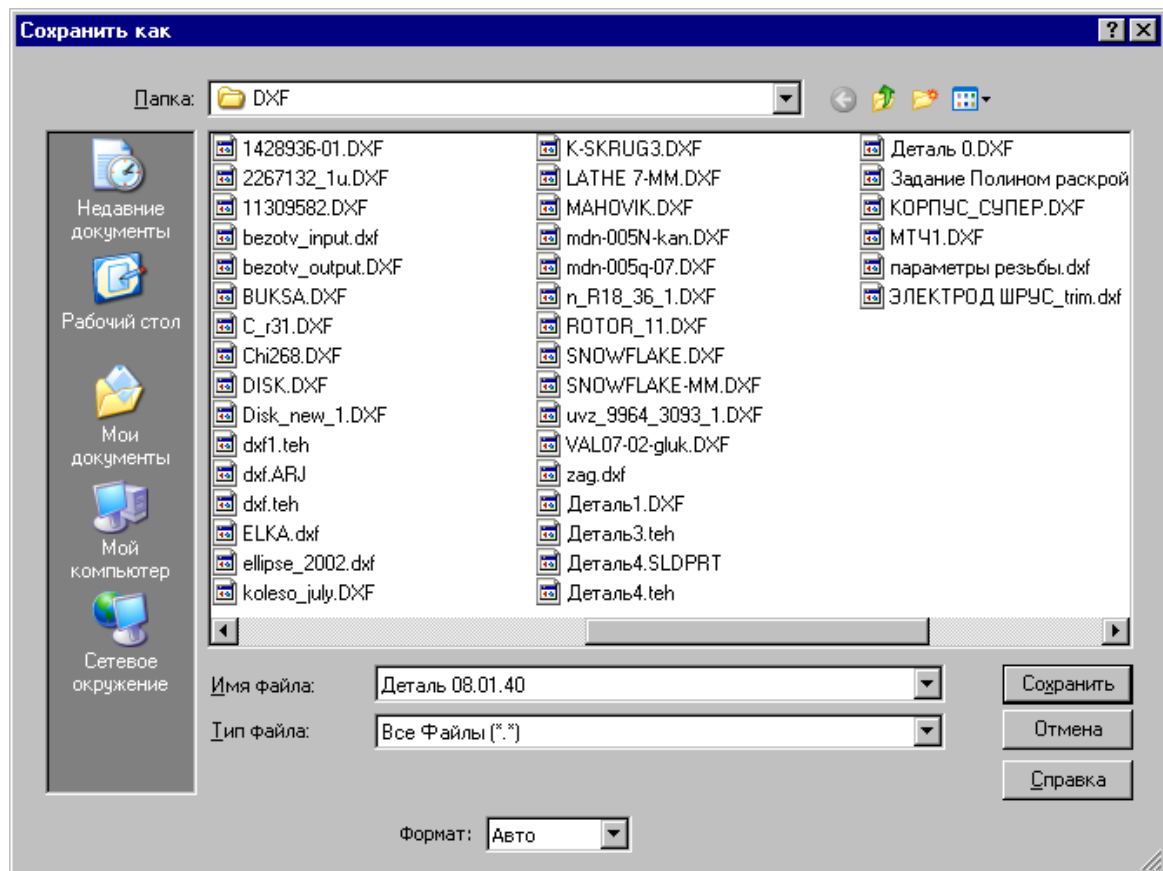 Сохранить как
Папка:
DXF
Недавние
документы
Рабочий стол
Мои
документы
Мой
компьютер
Сетевое
окружение
1428936-01.DXF
2267132_1u.DXF
11309582.DXF
bezotv_input.dxf
bezotv_output.DXF
BUKSA.DXF
C_r31.DXF
Chi268.DXF
DISK.DXF
Disk_new_1.DXF
dxf1.teh
dxf.ARJ
dxf.teh
ELKA.dxf
ellipse_2002.dxf
koleso_july.DXF
K-SKRUG3.DXF
LATHE 7-MM.DXF
MAHOVIK.DXF
mdn-005N-kan.DXF
mdn-005q-07.DXF
n_R18_36_1.DXF
ROTOR_11.DXF
SNOWFLAKE.DXF
SNOWFLAKE-MM.DXF
uvz_9964_3093_1.DXF
VAL07-02-gluk.DXF
zag.dxf
Деталь1.DXF
Деталь3.teh
Деталь4.SLDPRT
Деталь4.teh
Деталь 0.DXF
Задание Полином раскрой
КОРПУС_СУПЕР.DXF
МТЧ1.DXF
параметры резьбы.dxf
ЭЛЕКТРОД ШРУС_trim.dxf
Имя файла:
Деталь 08.01.40
Сохранить
Тип файла:
Все Файлы (*.*)
Отмена
Справка
Формат:
Авто